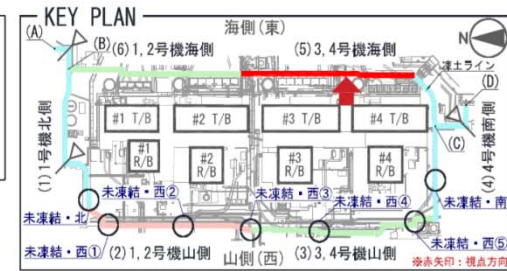 KEY PLAN
海側(東)
(A)
(B)
(6)1,2号機海側
(5)3,4号機海側
N
凍土ライン
(D)
#1 T/B
#2 T/B
#3 T/B
#4 T/B
(1)1号機北側
#1
R/B
#2
R/B
#3
R/B
#4
R/B
(C)
(4)4号機南側
未凍結・西②
未凍結・西③
未凍結・西④
未凍結・北
未凍結・南
未凍結・西①
(2)1,2号機山側
(3)3,4号機山側
未凍結・西⑤
山側(西)
※赤矢印:視点方向